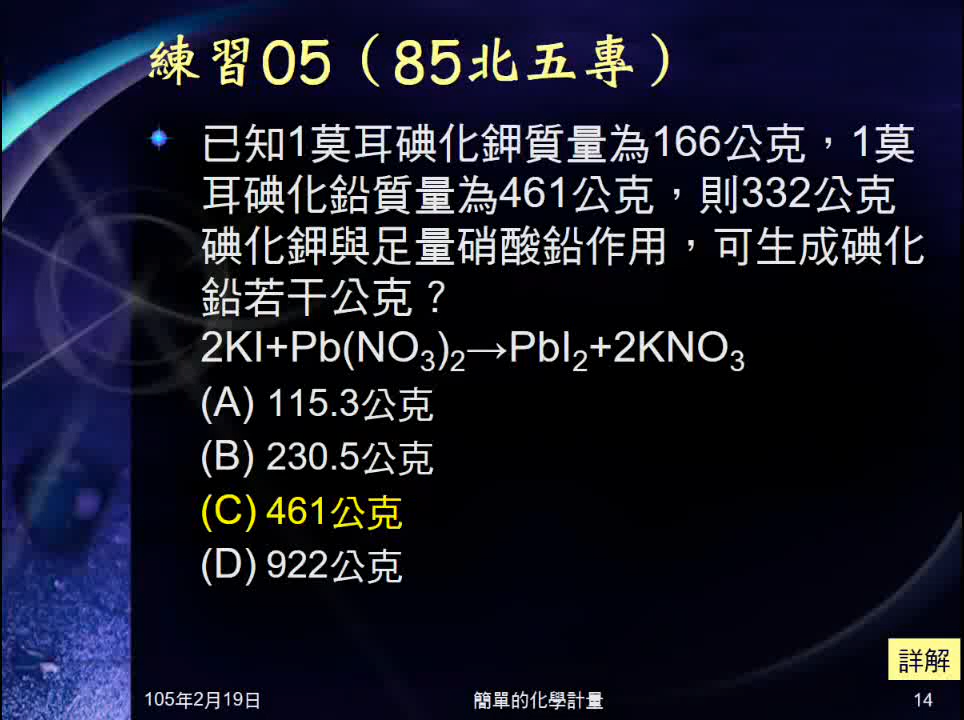 練習05（85北五專）
已知1莫耳碘化鉀質量為166公克，1莫
耳碘化鉛質量為461公克，則332公克
碘化鉀與足量硝酸鉛作用，可生成碘化
鉛若干公克？
2KI+Pb(NO₃)₂→PbI₂+2KNO₃
(A) 115.3公克
(B) 230.5公克
(C) 461公克
(D) 922公克
詳解
105年2月19日 簡單的化學計量 14